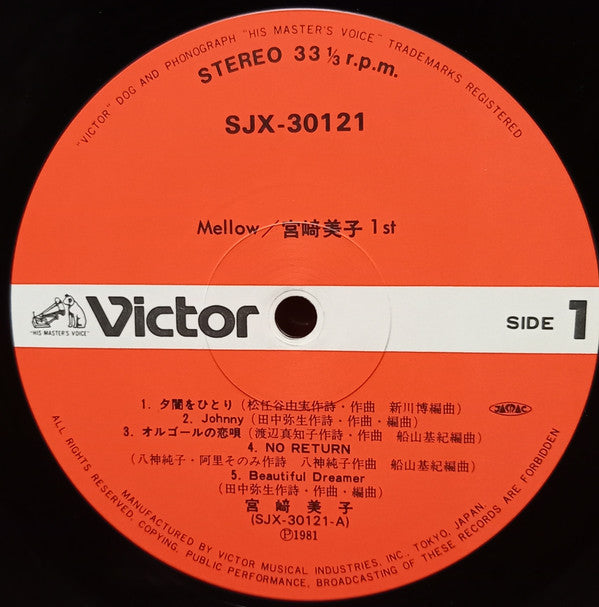 "VICTOR" DOG AND PHONOGRAPH "HIS MASTER'S VOICE" TRADEMARKS REGISTERED
STEREO 33 ⅓ r.p.m.
SJX-30121
Mellow/宮崎美子 1st
"HIS MASTER'S VOICE"
Victor
SIDE 1
1. 夕闇をひとり(松任谷由実作詩・作曲 新川博編曲)
2. Johnny(田中弥生作詩・作曲・編曲)
3. オルゴールの恋唄(渡辺真知子作詩・作曲 船山基紀編曲)
4. NO RETURN
(八神純子・阿里そのみ作詩 八神純子作曲 船山基紀編曲)
5. Beautiful Dreamer
(田中弥生作詩・作曲・編曲)
宮崎美子
(SJX-30121-A)
Ⓟ1981
JASRAC
MANUFACTURED BY VICTOR MUSICAL INDUSTRIES, INC., TOKYO, JAPAN.
ALL RIGHTS RESERVED, COPYING, PUBLIC PERFORMANCE, BROADCASTING OF THESE RECORDS ARE FORBIDDEN